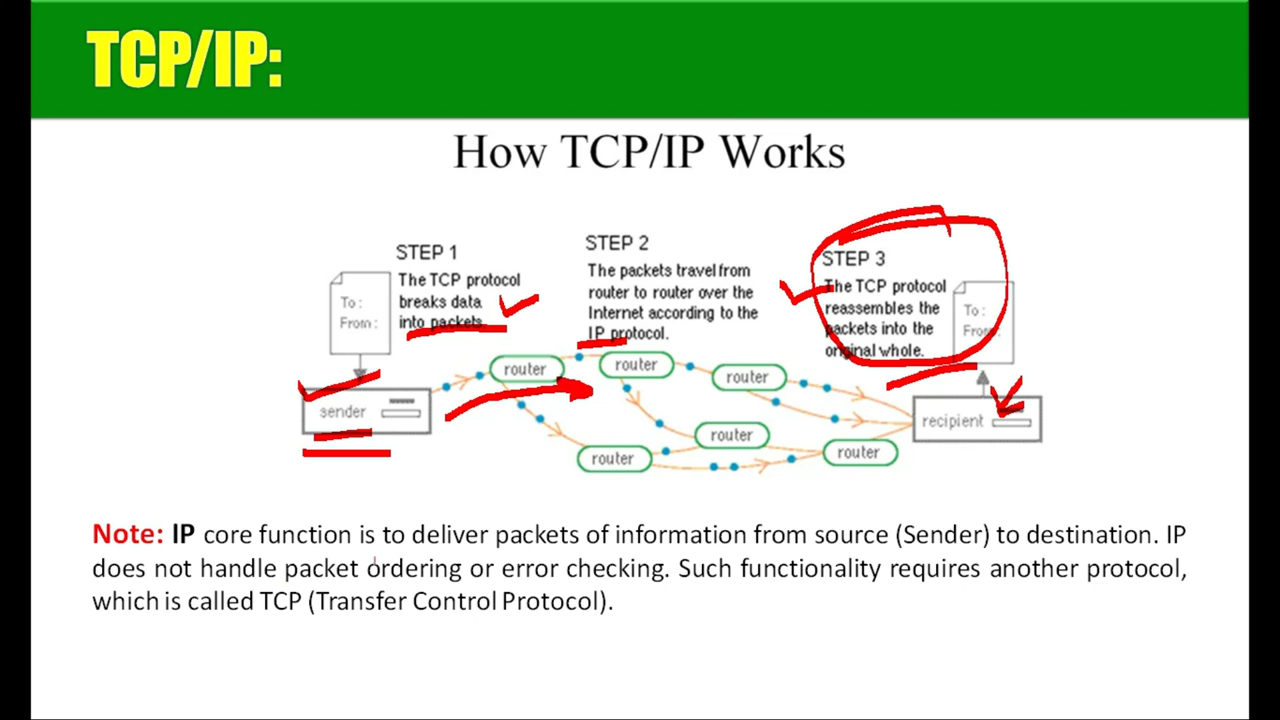 TCP/IP:
How TCP/IP Works
STEP 1
The TCP protocol
breaks data
into packets.
To:
From:
sender
STEP 2
The packets travel from
router to router over the
Internet according to the
IP protocol.
STEP 3
The TCP protocol
reassembles the
packets into the
original whole.
To:
From:
router
router
router
router
router
router
recipient
Note: IP core function is to deliver packets of information from source (Sender) to destination. IP
does not handle packet ordering or error checking. Such functionality requires another protocol,
which is called TCP (Transfer Control Protocol).